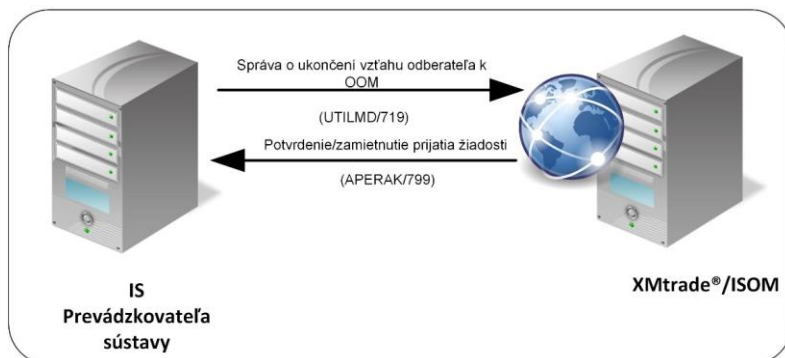 Správa o ukončení vzťahu odberateľa k
OOM
(UTILMD/719)
Potvrdenie/zamietnutie prijatia žiadosti
(APERAK/799)
IS
Prevádzkovateľa
sústavy
XMtrade®/ISOM